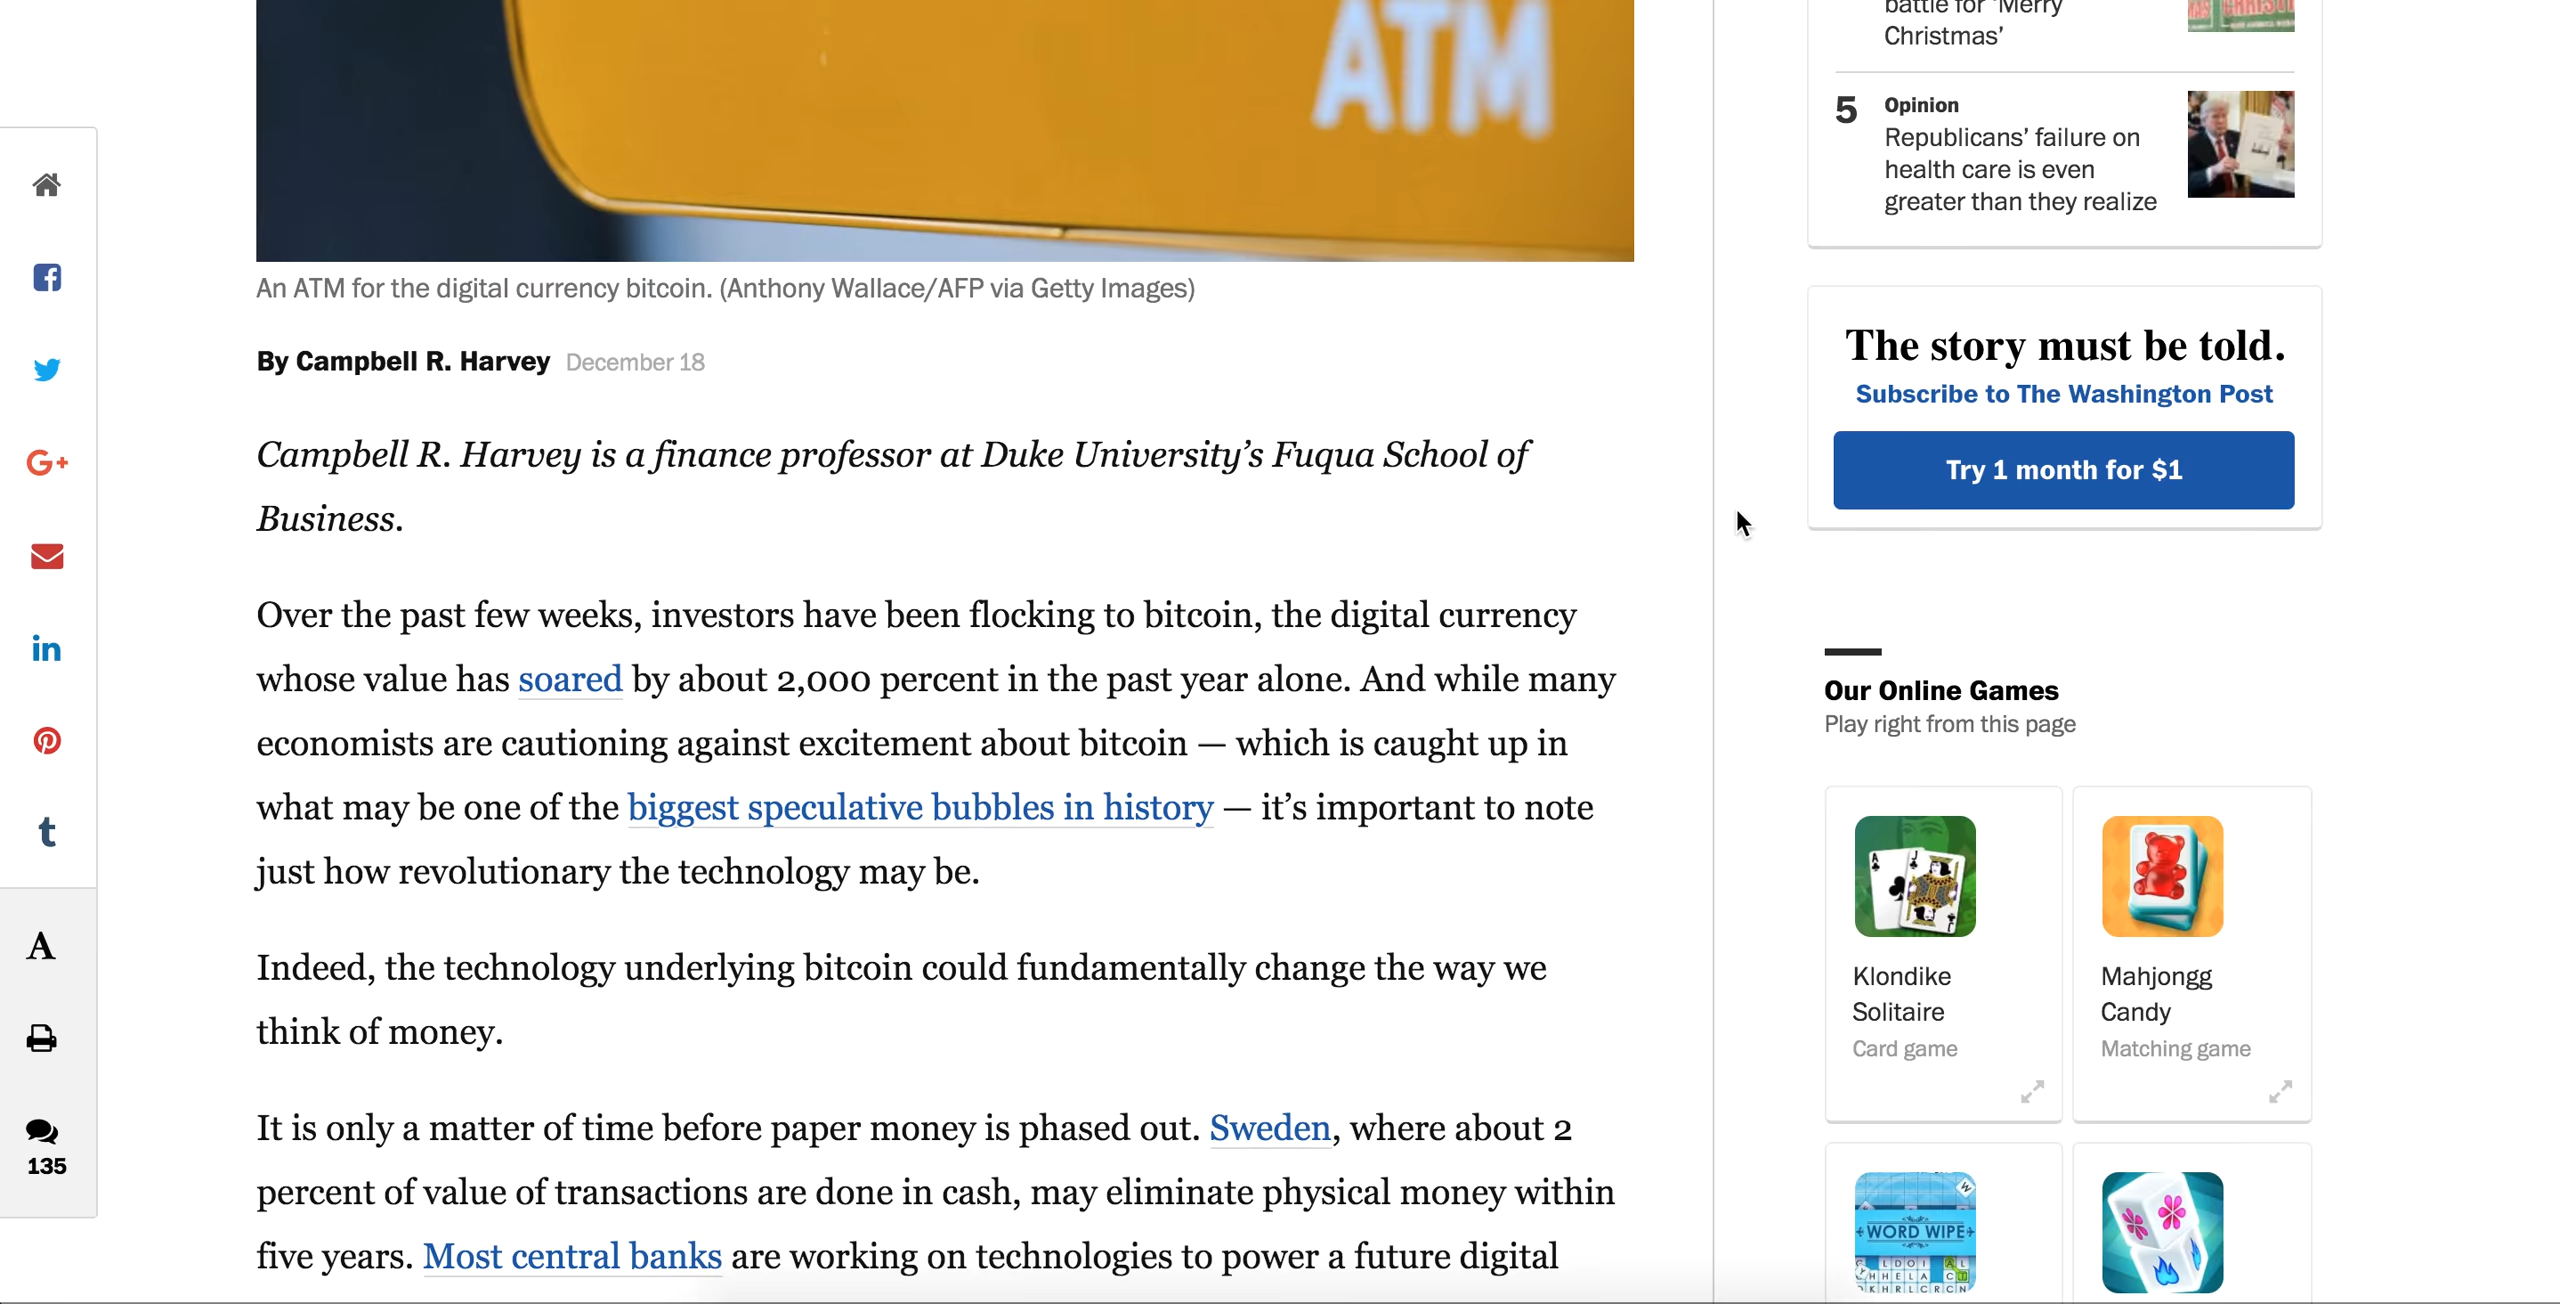 ATM
An ATM for the digital currency bitcoin. (Anthony Wallace/AFP via Getty Images)
By Campbell R. Harvey December 18
Campbell R. Harvey is a finance professor at Duke University’s Fuqua School of
Business.
Over the past few weeks, investors have been flocking to bitcoin, the digital currency
whose value has soared by about 2,000 percent in the past year alone. And while many
economists are cautioning against excitement about bitcoin — which is caught up in
what may be one of the biggest speculative bubbles in history — it’s important to note
just how revolutionary the technology may be.
Indeed, the technology underlying bitcoin could fundamentally change the way we
think of money.
It is only a matter of time before paper money is phased out. Sweden, where about 2
percent of value of transactions are done in cash, may eliminate physical money within
five years. Most central banks are working on technologies to power a future digital
G+
in
t
A
135
battle for ‘Merry
Christmas’
5 Opinion
Republicans’ failure on
health care is even
greater than they realize
The story must be told.
Subscribe to The Washington Post
Try 1 month for $1
Our Online Games
Play right from this page
Klondike
Solitaire
Card game
Mahjongg
Candy
Matching game
WORD WIPE